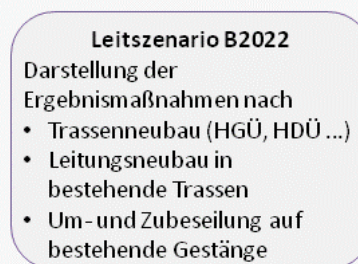 Leitszenario B2022
Darstellung der
Ergebnismaßnahmen nach
• Trassenneubau (HGÜ, HDÜ ...)
• Leitungsneubau in
bestehende Trassen
• Um- und Zubeseilung auf
bestehende Gestänge